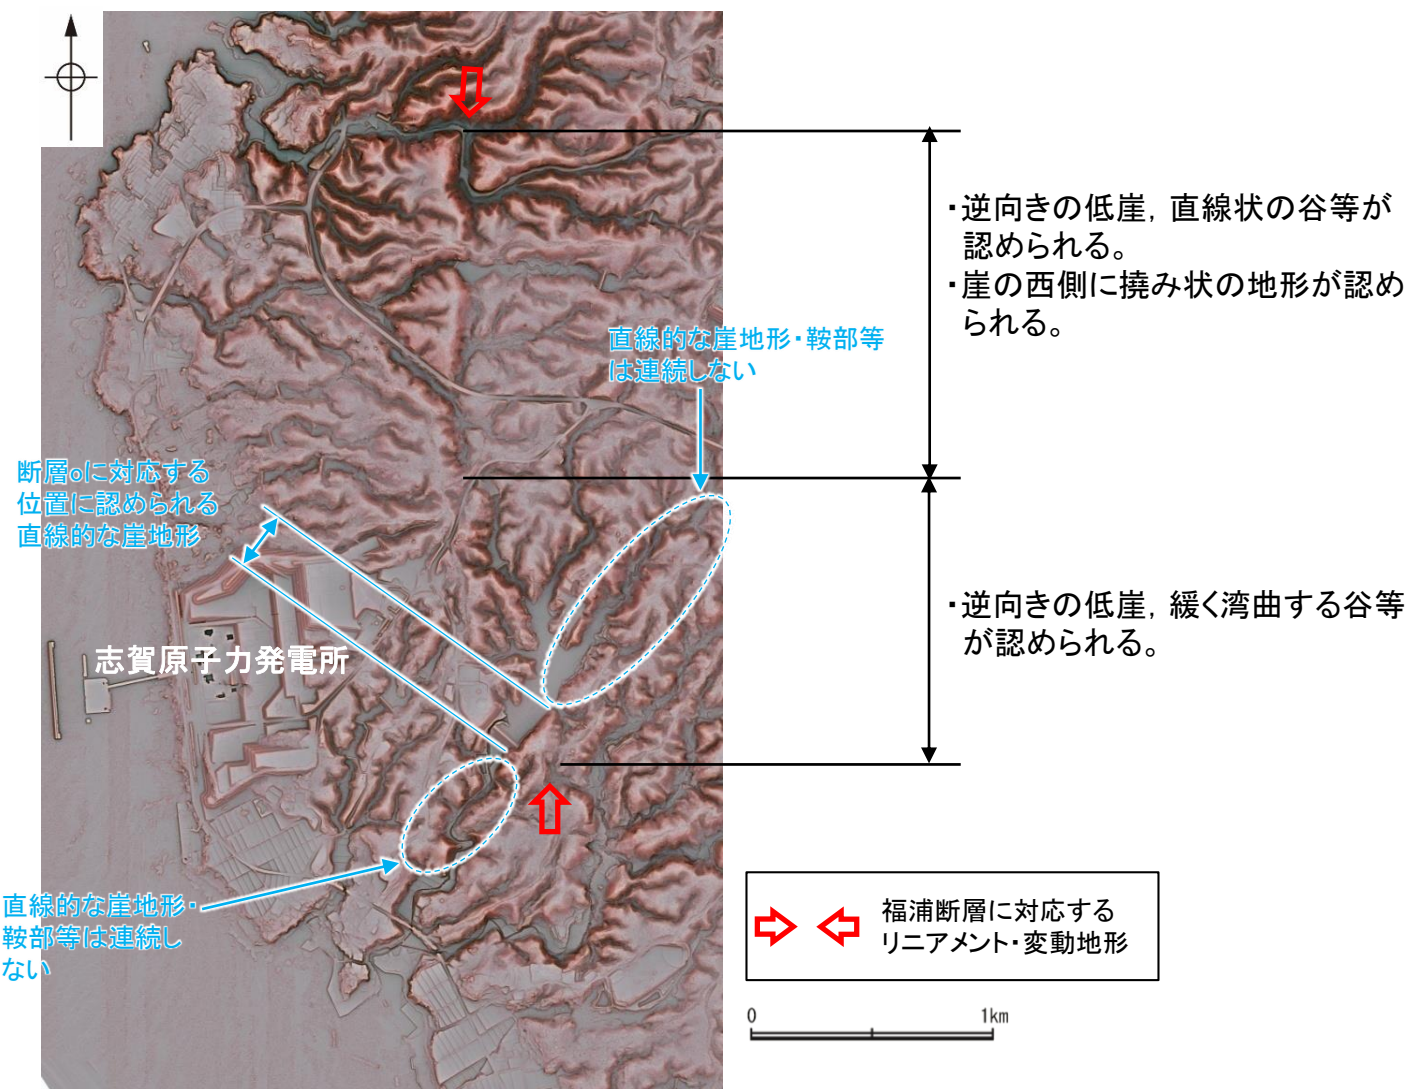 ・逆向きの低崖，直線状の谷等が
認められる。
・崖の西側に撓み状の地形が認め
られる。
直線的な崖地形・鞍部等
は連続しない
断層oに対応する
位置に認められる
直線的な崖地形
・逆向きの低崖，緩く湾曲する谷等
が認められる。
志賀原子力発電所
直線的な崖地形・
鞍部等は連続し
ない
福浦断層に対応する
リニアメント・変動地形
0 1km